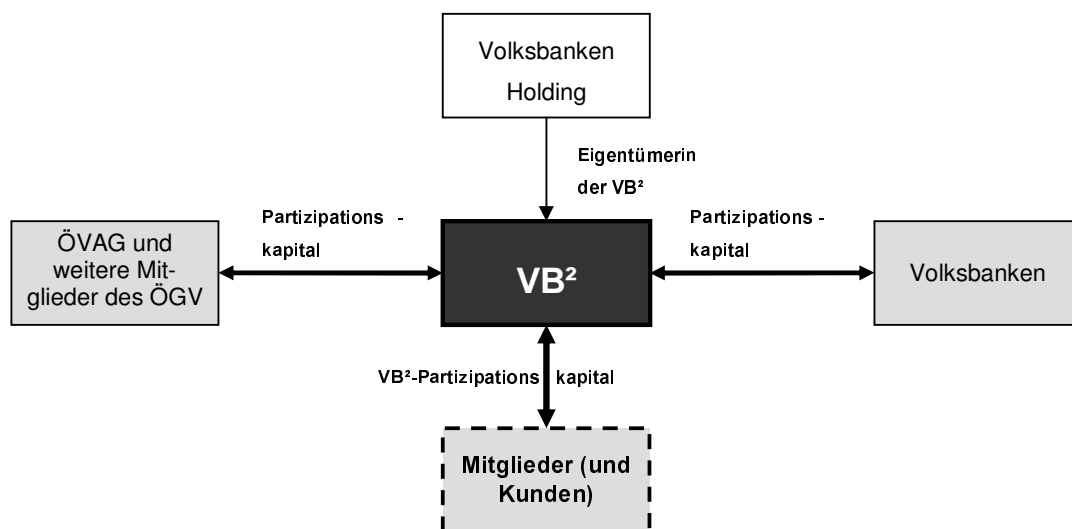 Volksbanken
Holding
Eigentümerin
der VB²
Partizipations -
kapital
Partizipations -
kapital
ÖVAG und
weitere Mit-
glieder des ÖGV
VB²
Volksbanken
VB²-Partizipations kapital
Mitglieder (und
Kunden)